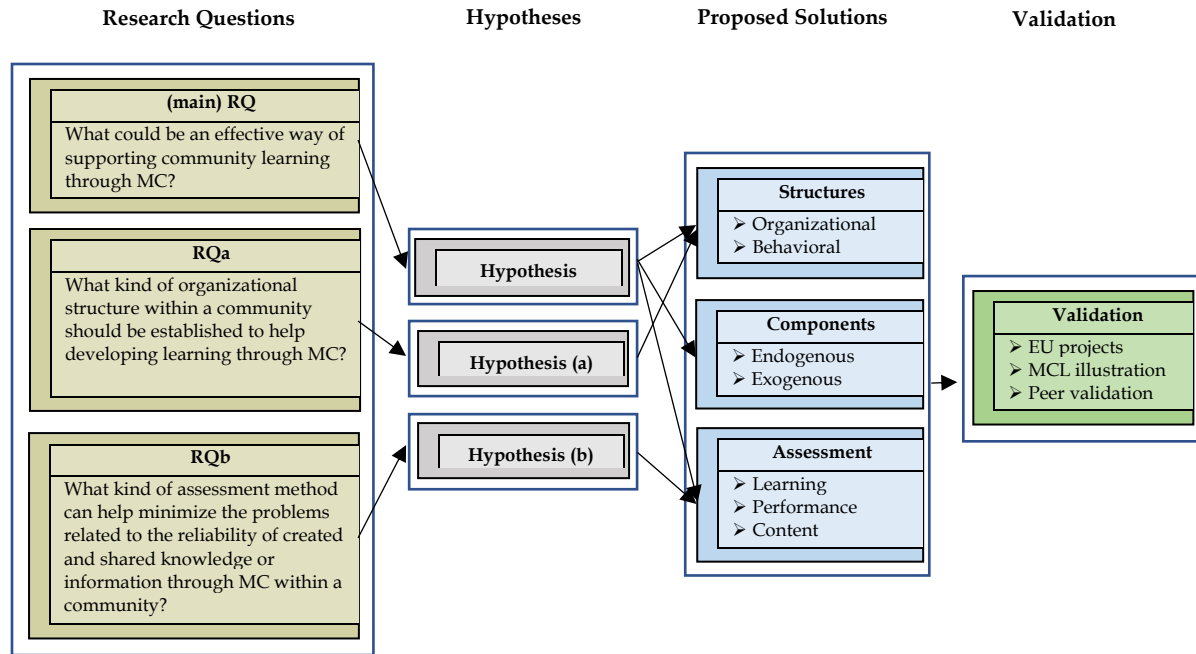 Research Questions
Hypotheses
Proposed Solutions
Validation
(main) RQ
What could be an effective way of
supporting community learning
through MC?
RQa
What kind of organizational
structure within a community
should be established to help
developing learning through MC?
RQb
What kind of assessment method
can help minimize the problems
related to the reliability of created
and shared knowledge or
information through MC within a
community?
Hypothesis
Hypothesis (a)
Hypothesis (b)
Structures
➢ Organizational
➢ Behavioral
Components
➢ Endogenous
➢ Exogenous
Assessment
➢ Learning
➢ Performance
➢ Content
Validation
➢ EU projects
➢ MCL illustration
➢ Peer validation